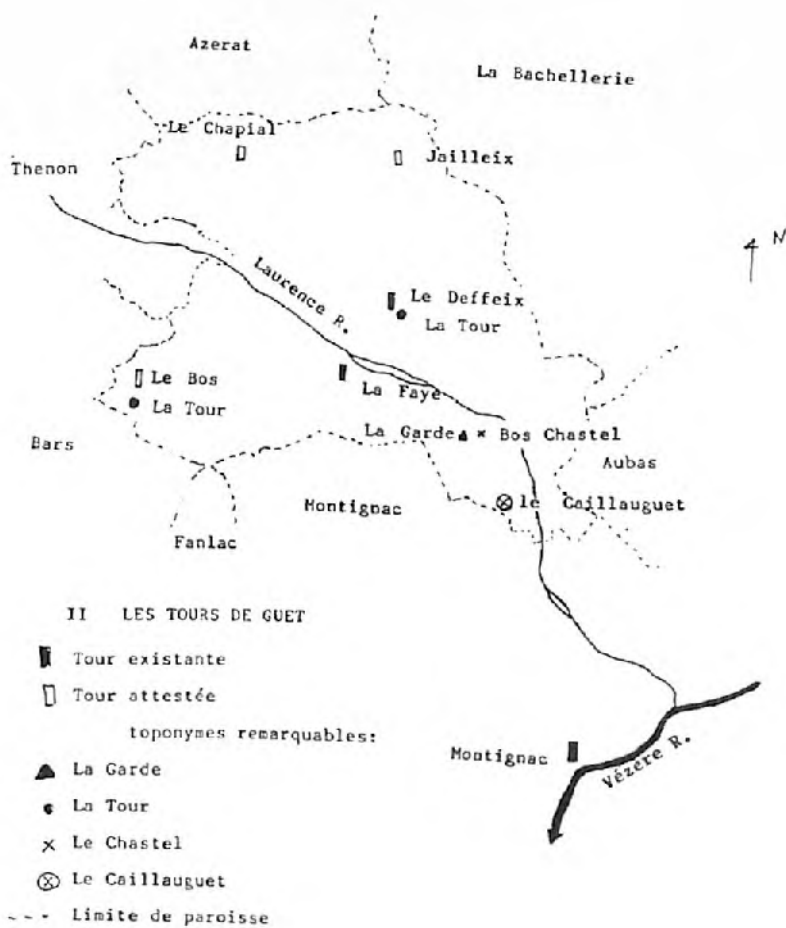 Azerat
La Bachellerie
Le Chapial
Jailleix
Thenon
N
Laurence R.
Le Deffeix
La Tour
Le Bos
La Tour
La Faye
La Garde × Bos Chastel
Bars
Aubas
Montignac
le Caillauguet
Fanlac
II LES TOURS DE GUET
Tour existante
Tour attestée
toponymes remarquables:
La Garde
La Tour
Le Chastel
Le Caillauguet
Limite de paroisse
Montignac
Vézère R.